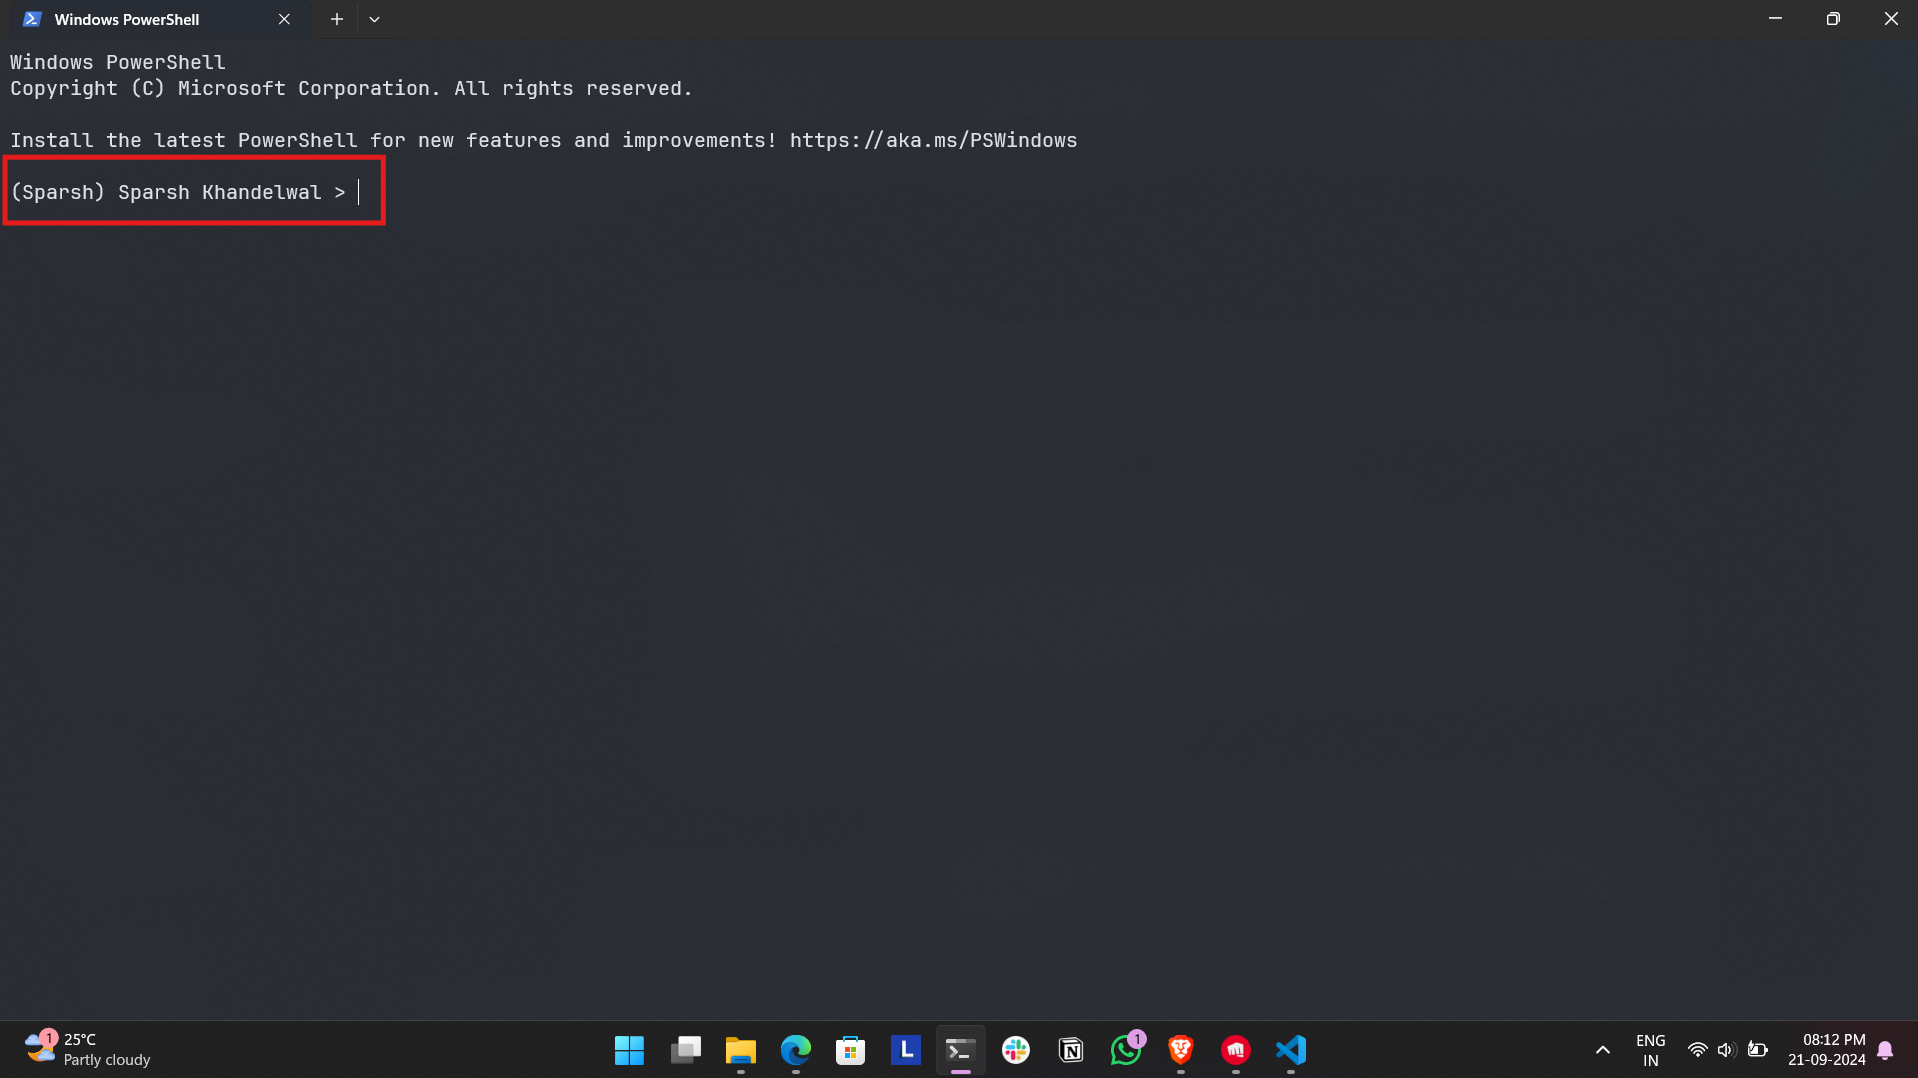 Windows PowerShell
Windows PowerShell
Copyright (C) Microsoft Corporation. All rights reserved.
Install the latest PowerShell for new features and improvements! https://aka.ms/PSWindows
(Sparsh) Sparsh Khandelwal >
1
25°C
Partly cloudy
L
N
1
ENG
IN
08:12 PM
21-09-2024